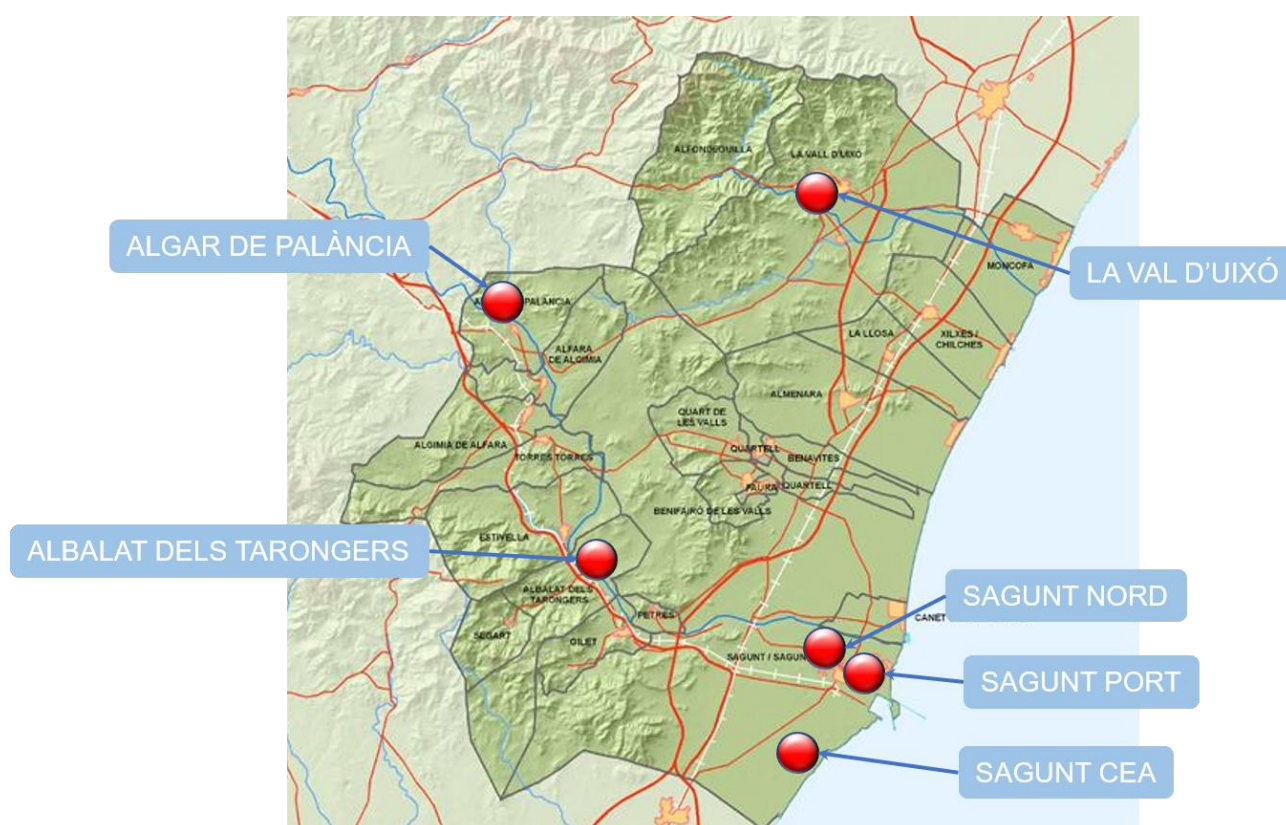 ALFONDEGUILLA
LA VALL D'UIXÓ
ALGAR DE PALÀNCIA
LA VAL D'UIXÓ
MONCOFA
PALÀNCIA
LA LLOSA
XILXES /
CHILCHES
ALFARA
DE ALGIMIA
ALMENARA
QUART DE
LES VALLS
ALGIMIA DE ALFARA
TORRES TORRES
QUARTELL
BENAVITES
FAURA
QUARTELL
BENIFAIRÓ DE LES VALLS
ESTIVELLA
ALBALAT DELS TARONGERS
ALBALAT DELS
TARONGERS
SAGUNT NORD
PETRES
CANET
SEGART
GILET
SAGUNT / SAGUN
SAGUNT PORT
SAGUNT CEA